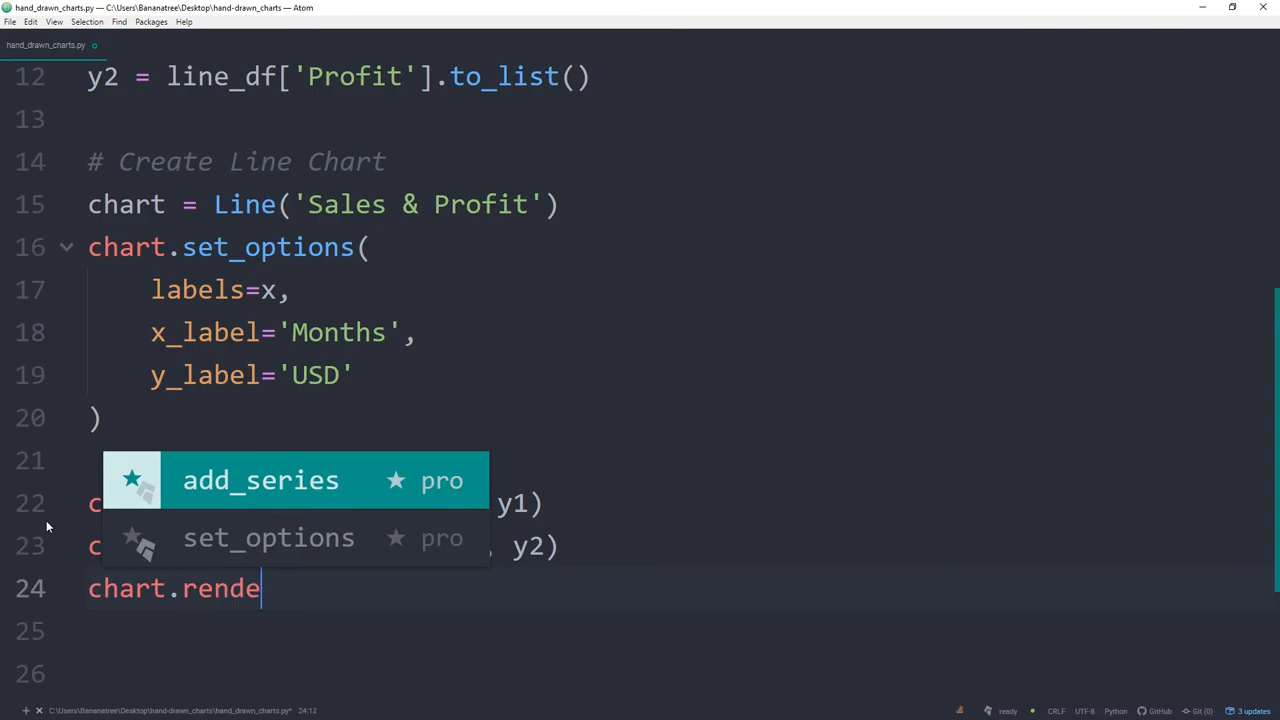 hand_drawn_charts.py — C:\Users\Bananatree\Desktop\hand-drawn_charts — Atom
File Edit View Selection Find Packages Help
hand_drawn_charts.py
12 y2 = line_df['Profit'].to_list()
13
14 # Create Line Chart
15 chart = Line('Sales & Profit')
16 chart.set_options(
17 labels=x,
18 x_label='Months',
19 y_label='USD'
20 )
21
add_series pro
22 c y1)
set_options pro
23 c , y2)
24 chart.rende
25
26
C:\Users\Bananatree\Desktop\hand-drawn_charts\hand_drawn_charts.py* 24:12 ready CRLF UTF-8 Python GitHub Git (0) 3 updates